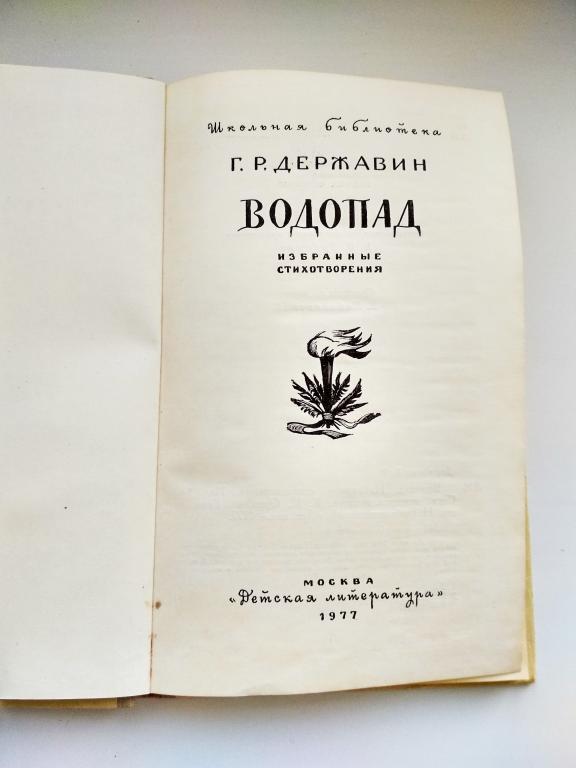 Школьная библиотека
Г. Р. ДЕРЖАВИН
ВОДОПАД
ИЗБРАННЫЕ
СТИХОТВОРЕНИЯ
МОСКВА
«Детская литература»
1977